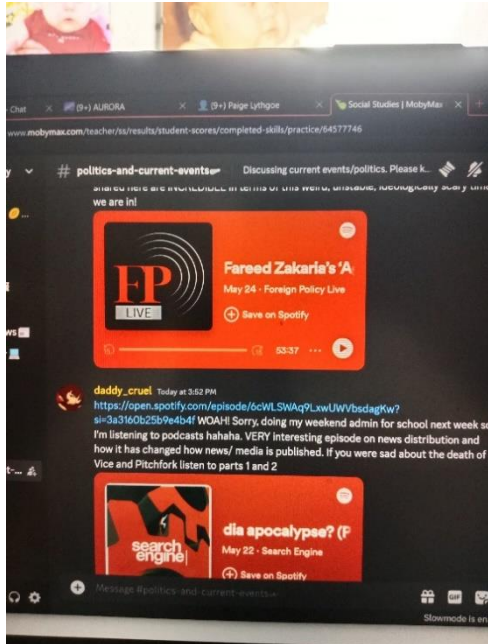 Chat
(9+) AURORA
(9+) Paige Lythgoe
Social Studies | MobyMax
www.mobymax.com/teacher/ss/results/student-scores/completed-skills/practice/64577746
# politics-and-current-events
Discussing current events/politics. Please k...
shared here are INCREDIBLE in terms of this weird, unstable, ideologically scary time
we are in!
FP
LIVE
Fareed Zakaria's 'A
May 24 · Foreign Policy Live
Save on Spotify
53:37
daddy_cruel Today at 3:52 PM
https://open.spotify.com/episode/6cWLSWAq9LxwUWVbsdagKw?
si=3a3160b25b9e4b4f WOAH! Sorry, doing my weekend admin for school next week so
I'm listening to podcasts hahaha. VERY interesting episode on news distribution and
how it has changed how news/ media is published. If you were sad about the death of
Vice and Pitchfork listen to parts 1 and 2
search
engine
dia apocalypse? (P
May 22 · Search Engine
Save on Spotify
Message #politics-and-current-events
GIF
Slowmode is en